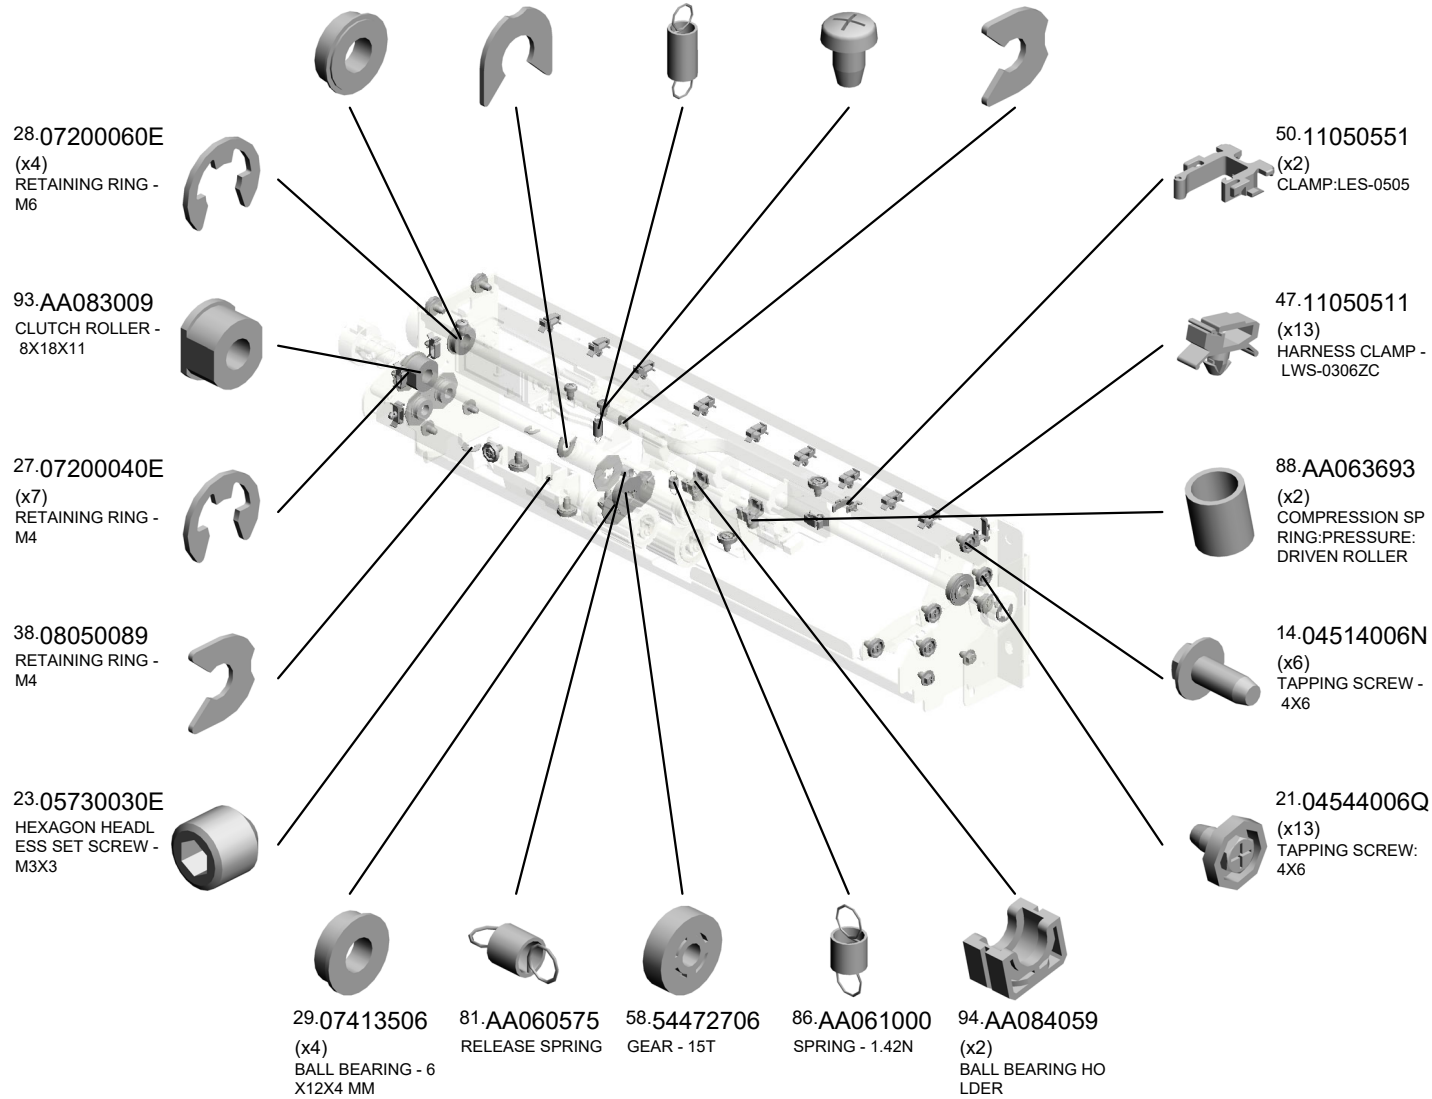 28.07200060E
(x4)
RETAINING RING -
M6
93.AA083009
CLUTCH ROLLER -
8X18X11
27.07200040E
(x7)
RETAINING RING -
M4
38.08050089
RETAINING RING -
M4
23.05730030E
HEXAGON HEADL
ESS SET SCREW -
M3X3
29.07413506
(x4)
BALL BEARING - 6
X12X4 MM
81.AA060575
RELEASE SPRING
58.54472706
GEAR - 15T
86.AA061000
SPRING - 1.42N
94.AA084059
(x2)
BALL BEARING HO
LDER
50.11050551
(x2)
CLAMP:LES-0505
47.11050511
(x13)
HARNESS CLAMP -
LWS-0306ZC
88.AA063693
(x2)
COMPRESSION SP
RING:PRESSURE:
DRIVEN ROLLER
14.04514006N
(x6)
TAPPING SCREW -
4X6
21.04544006Q
(x13)
TAPPING SCREW:
4X6